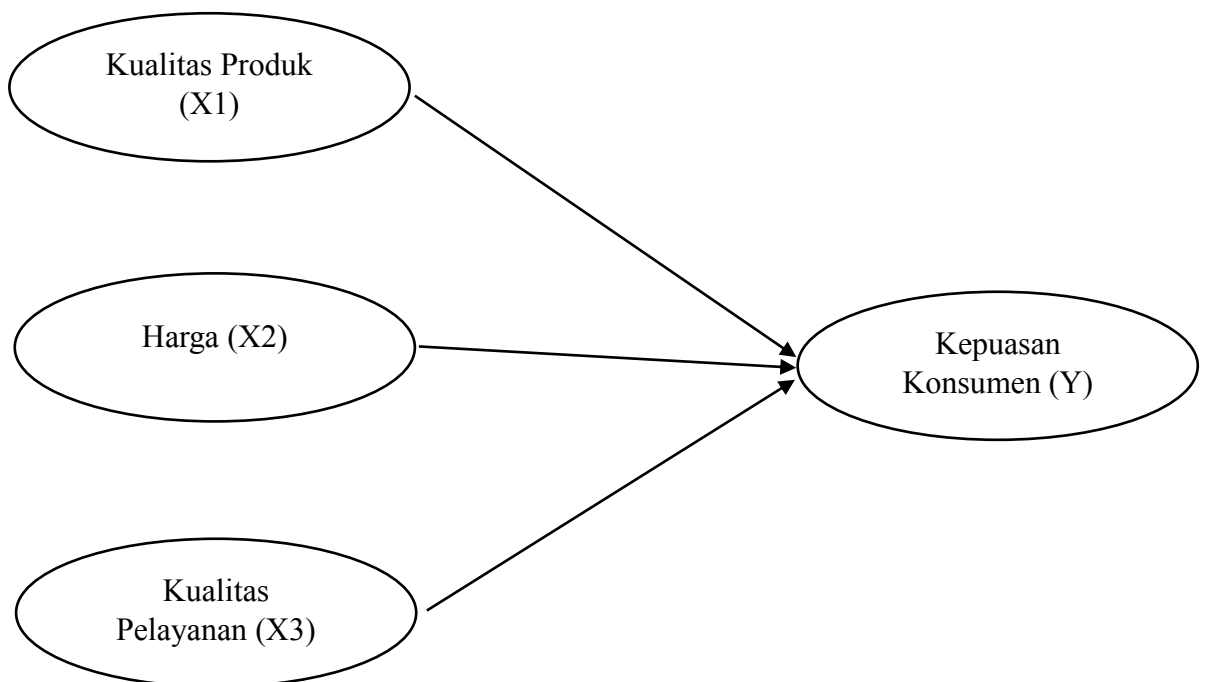 Kualitas Produk
(X1)
Harga (X2)
Kepuasan
Konsumen (Y)
Kualitas
Pelayanan (X3)